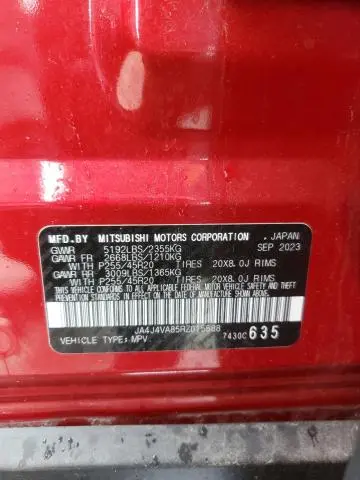 MFD.BY MITSUBISHI MOTORS CORPORATION , JAPAN
GVWR 5192LBS/2355KG SEP 2023
GAWR FR 2668LBS/1210KG
WITH P255/45R20 TIRES 20X8.0J RIMS
GAWR RR 3009LBS/1365KG
WITH P255/45R20 TIRES 20X8.0J RIMS
THIS VEHICLE CONFORMS TO ALL APPLICABLE FEDERAL MOTOR VEHICLE SAFETY AND
THEFT PREVENTION STANDARDS IN EFFECT ON THE DATE OF MANUFACTURE SHOWN ABOVE.
JA4J4VA85RZ015688
VEHICLE TYPE:MPV 7430C 635